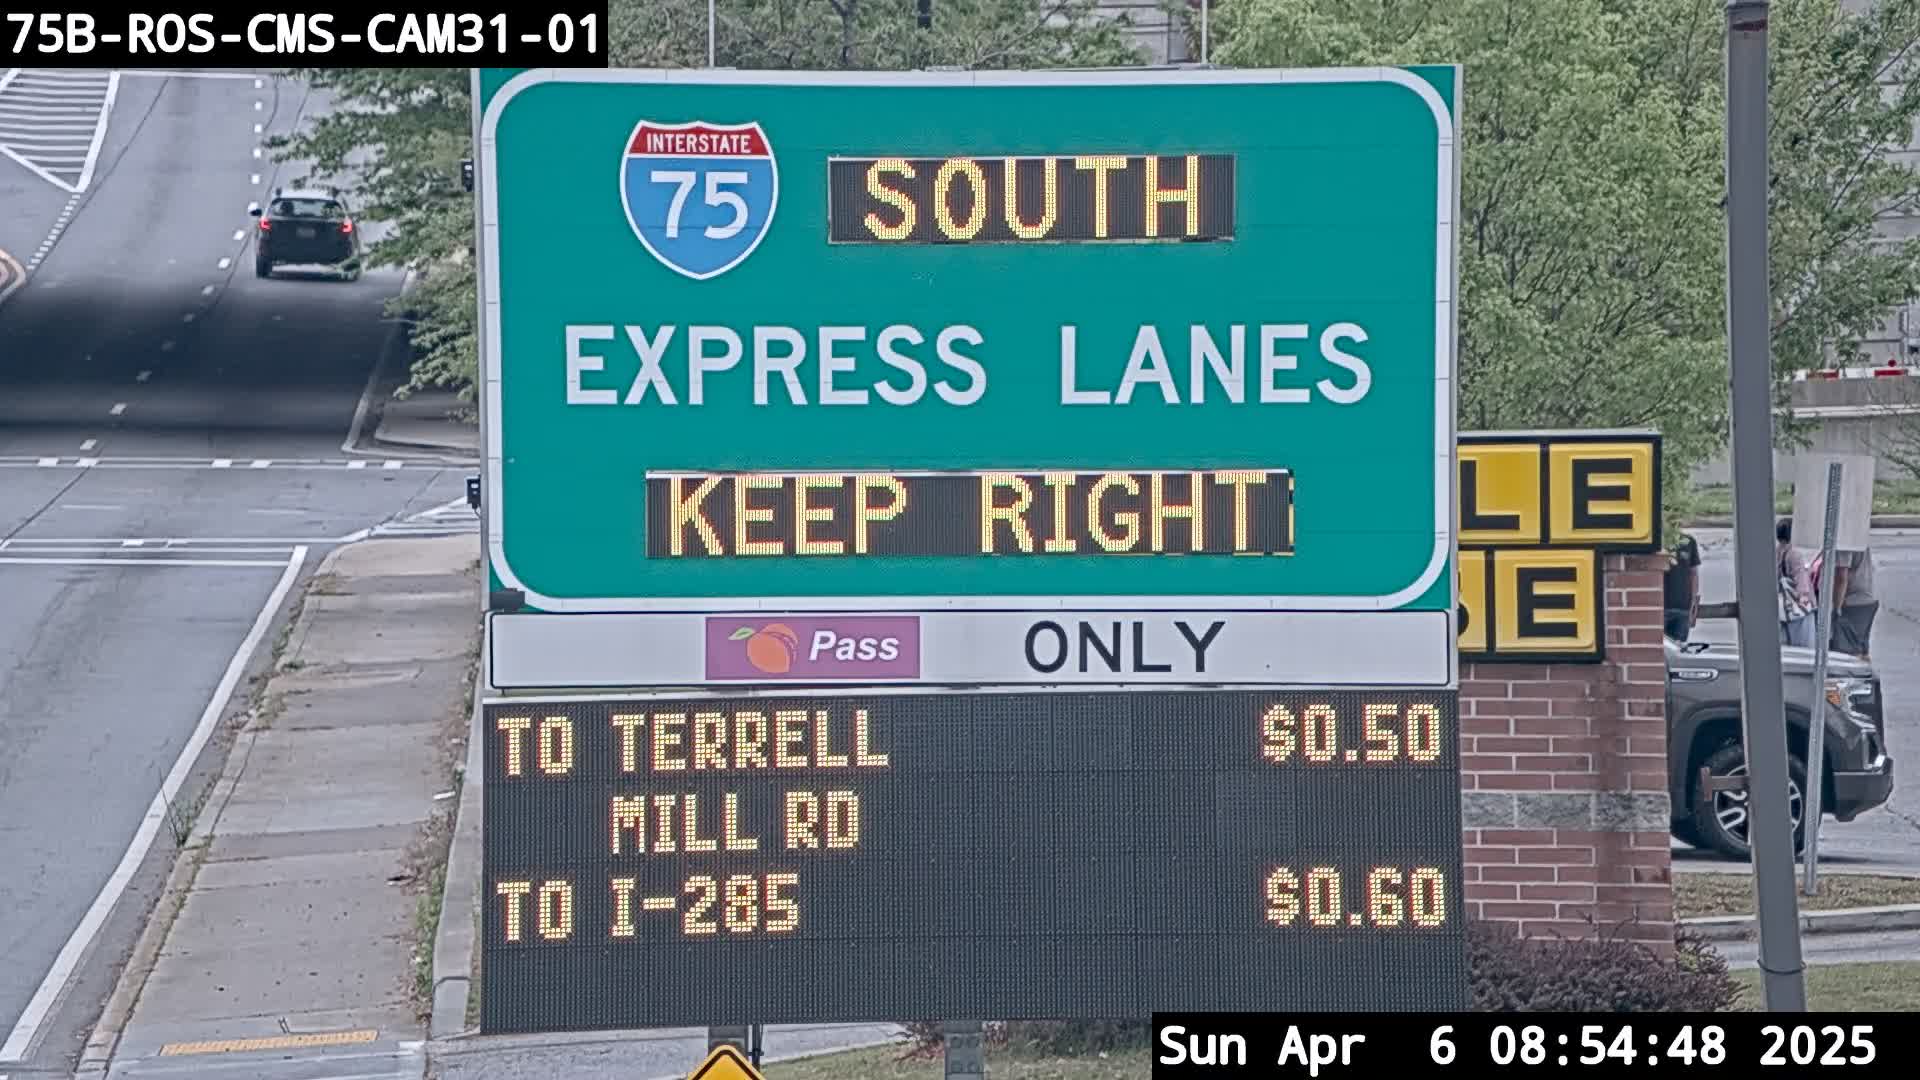 75B-ROS-CMS-CAM31-01
INTERSTATE
75
SOUTH
EXPRESS LANES
KEEP RIGHT
Pass ONLY
LE
E
TO TERRELL $0.50
MILL RD
TO I-285 $0.60
Sun Apr 6 08:54:48 2025